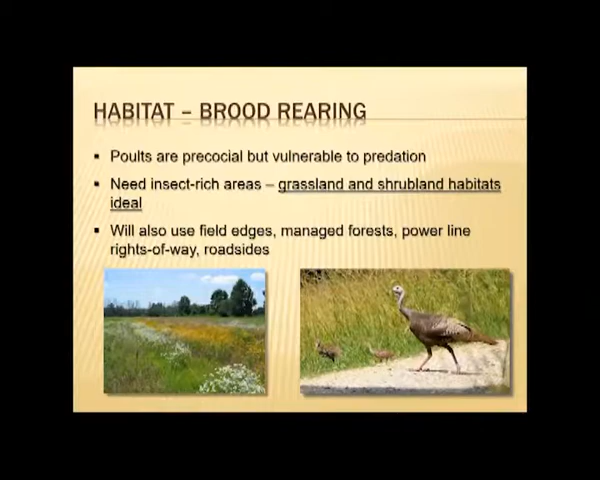 HABITAT – BROOD REARING
▪ Poults are precocial but vulnerable to predation
▪ Need insect-rich areas – grassland and shrubland habitats
ideal
▪ Will also use field edges, managed forests, power line
rights-of-way, roadsides